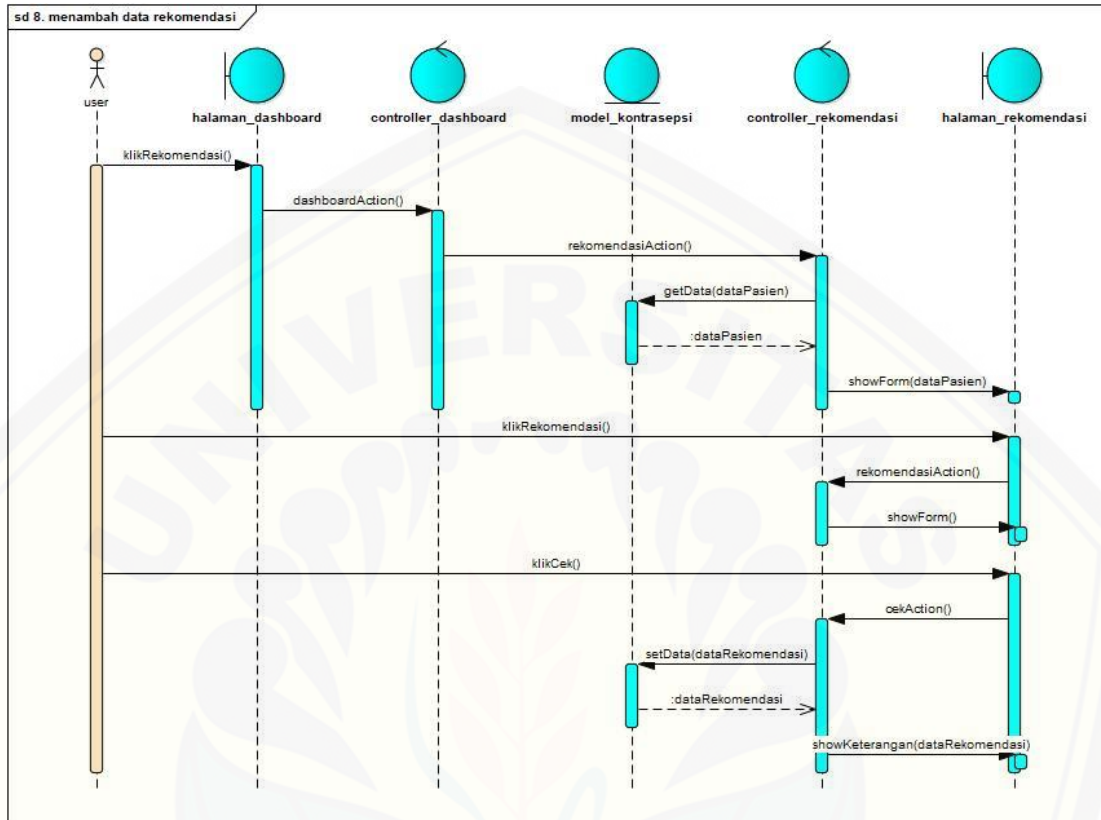 sd 8. menambah data rekomendasi
user
halaman_dashboard
controller_dashboard
model_kontrasepsi
controller_rekomendasi
halaman_rekomendasi
klikRekomendasi()
dashboardAction()
rekomendasiAction()
getData(dataPasien)
:dataPasien
showForm(dataPasien)
klikRekomendasi()
rekomendasiAction()
showForm()
klikCek()
cekAction()
setData(dataRekomendasi)
:dataRekomendasi
showKeterangan(dataRekomendasi)
UNIVERSITAS